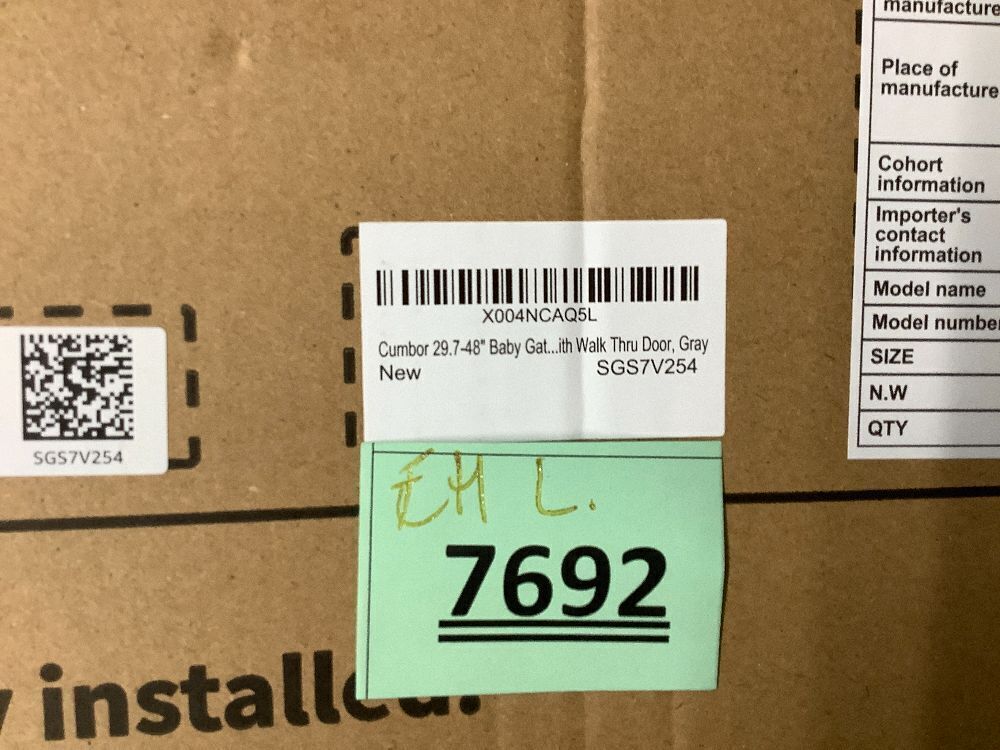 manufacture
Place of
manufacture
Cohort
information
Importer's
contact
information
Model name
Model number
SIZE
N.W
QTY
X004NCAQ5L
Cumbor 29.7-48" Baby Gat...ith Walk Thru Door, Gray
New SGS7V254
SGS7V254
EH L.
7692
installed.